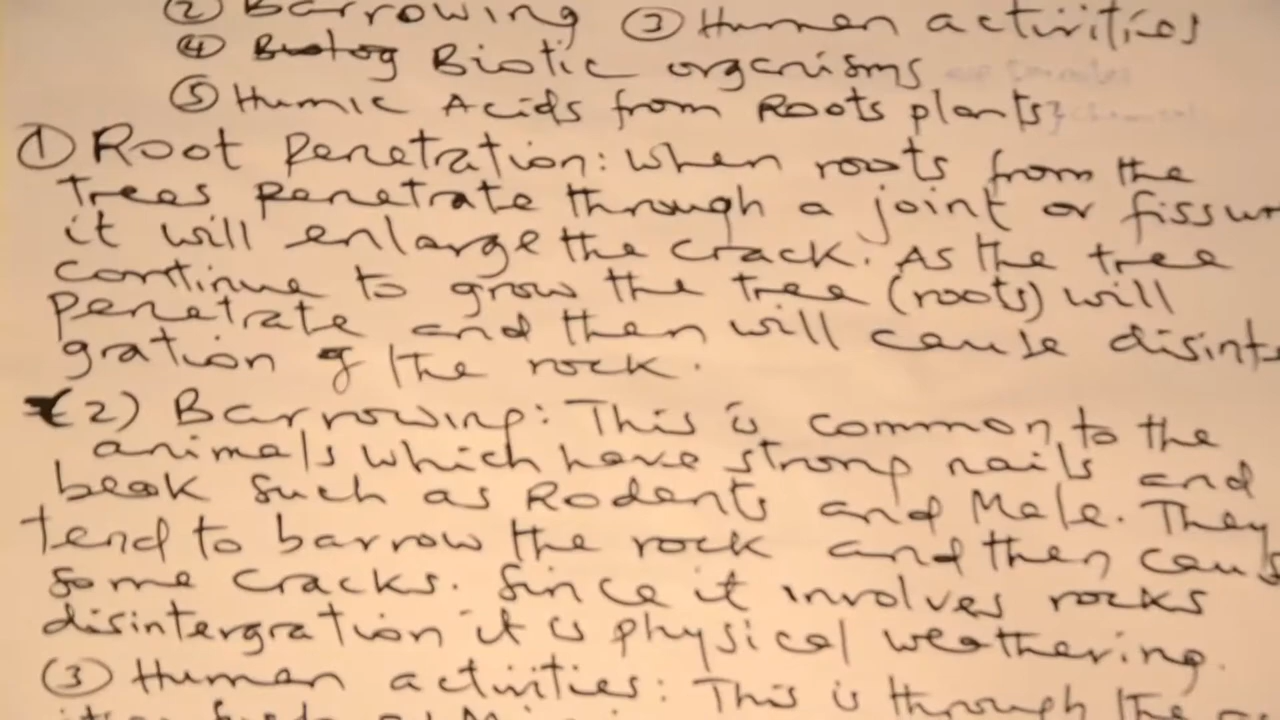 ② Barrowing ③ Human activities
④ Biotic organisms
⑤ Humic Acids from Roots plants}
① Root Penetration: when roots from the
trees penetrate through a joint or fissur
it will enlarge the crack. As the tree
continue to grow the tree (roots) will
penetrate and then will cause disinte
gration of the rock.
(2) Barrowing: This is common to the
animals which have strong nails and
beak such as Rodents and Mole. They
tend to barrow the rock and then caus
some cracks. Since it involves rocks
disintergration it is physical weathering.
③ Human activities: This is through the